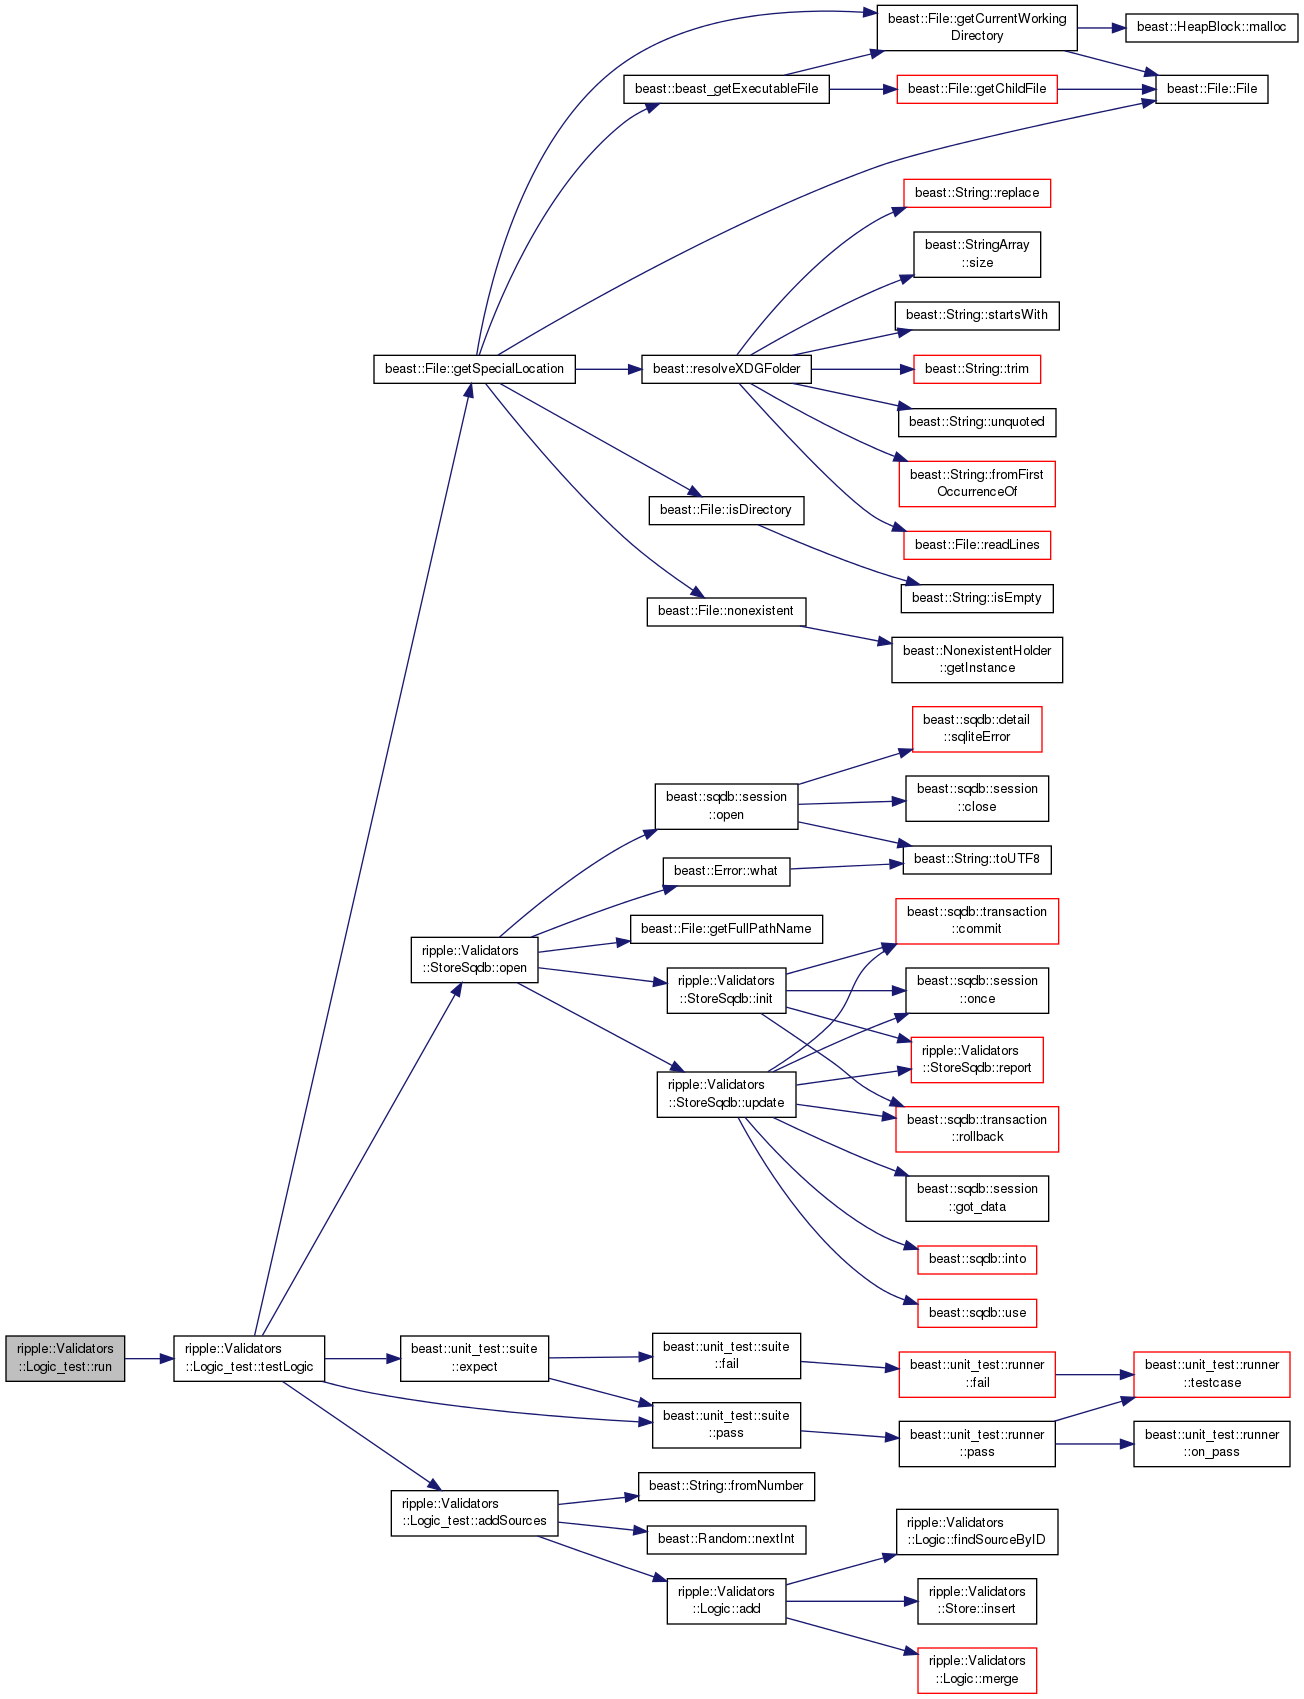 beast::File::getCurrentWorking
Directory
beast::HeapBlock::malloc
beast::beast_getExecutableFile
beast::File::getChildFile
beast::File::File
beast::String::replace
beast::StringArray
::size
beast::String::startsWith
beast::File::getSpecialLocation
beast::resolveXDGFolder
beast::String::trim
beast::String::unquoted
beast::String::fromFirst
OccurrenceOf
beast::File::isDirectory
beast::File::readLines
beast::String::isEmpty
beast::File::nonexistent
beast::NonexistentHolder
::getInstance
beast::sqdb::detail
::sqliteError
beast::sqdb::session
::open
beast::sqdb::session
::close
beast::String::toUTF8
beast::Error::what
beast::sqdb::transaction
::commit
beast::File::getFullPathName
ripple::Validators
::StoreSqdb::open
ripple::Validators
::StoreSqdb::init
beast::sqdb::session
::once
ripple::Validators
::StoreSqdb::report
ripple::Validators
::StoreSqdb::update
beast::sqdb::transaction
::rollback
beast::sqdb::session
::got_data
beast::sqdb::into
beast::sqdb::use
ripple::Validators
::Logic_test::run
ripple::Validators
::Logic_test::testLogic
beast::unit_test::suite
::expect
beast::unit_test::suite
::fail
beast::unit_test::runner
::fail
beast::unit_test::runner
::testcase
beast::unit_test::suite
::pass
beast::unit_test::runner
::pass
beast::unit_test::runner
::on_pass
ripple::Validators
::Logic_test::addSources
beast::String::fromNumber
beast::Random::nextInt
ripple::Validators
::Logic::findSourceByID
ripple::Validators
::Logic::add
ripple::Validators
::Store::insert
ripple::Validators
::Logic::merge